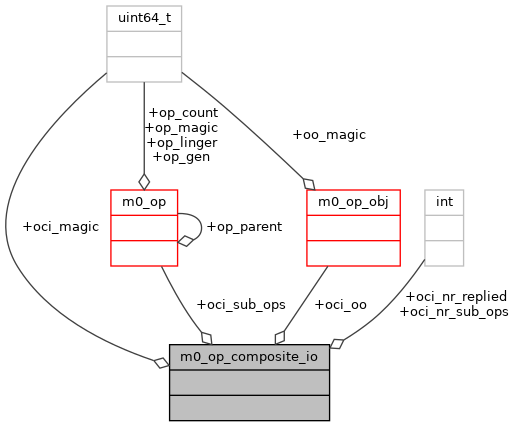 uint64_t
+op_count
+op_magic
+op_linger
+op_gen
+oo_magic
m0_op
m0_op_obj
int
+oci_magic
+op_parent
+oci_sub_ops
+oci_oo
+oci_nr_replied
+oci_nr_sub_ops
m0_op_composite_io